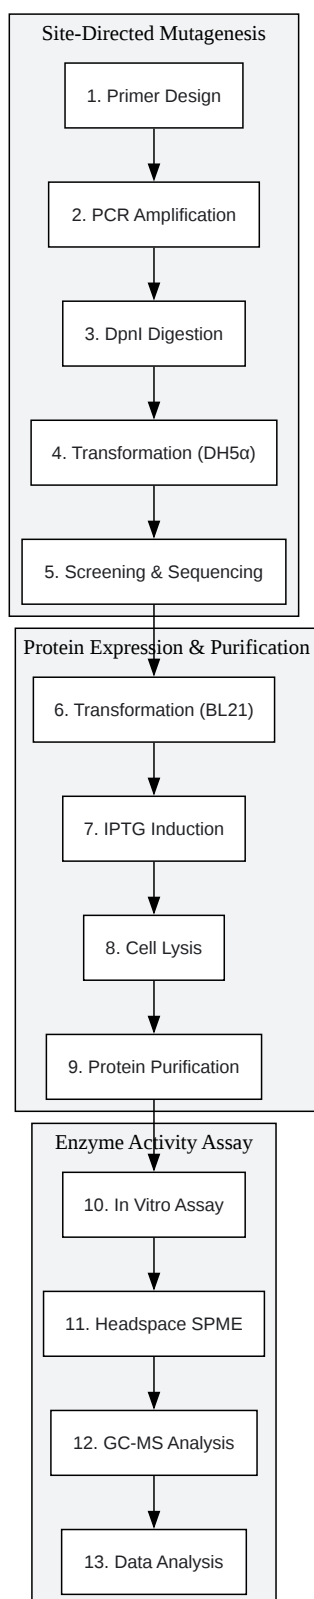 Site-Directed Mutagenesis
1. Primer Design
2. PCR Amplification
3. DpnI Digestion
4. Transformation (DH5α)
5. Screening & Sequencing
Protein Expression & Purification
6. Transformation (BL21)
7. IPTG Induction
8. Cell Lysis
9. Protein Purification
Enzyme Activity Assay
10. In Vitro Assay
11. Headspace SPME
12. GC-MS Analysis
13. Data Analysis